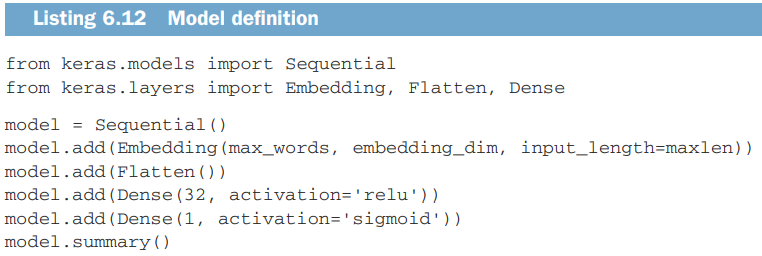 Listing 6.12 Model definition
from keras.models import Sequential
from keras.layers import Embedding, Flatten, Dense
model = Sequential()
model.add(Embedding(max_words, embedding_dim, input_length=maxlen))
model.add(Flatten())
model.add(Dense(32, activation='relu'))
model.add(Dense(1, activation='sigmoid'))
model.summary()